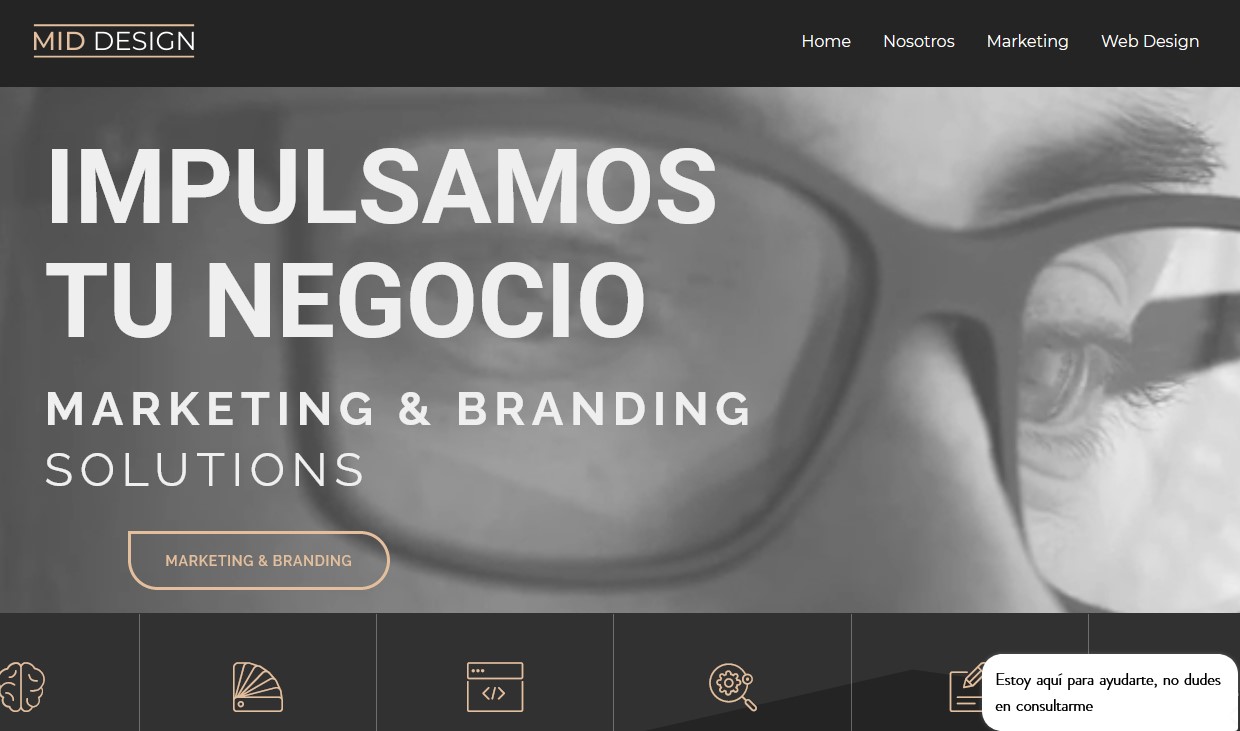 MID DESIGN
Home Nosotros Marketing Web Design
IMPULSAMOS
TU NEGOCIO
MARKETING & BRANDING
SOLUTIONS
MARKETING & BRANDING
</>
Estoy aquí para ayudarte, no dudes
en consultarme